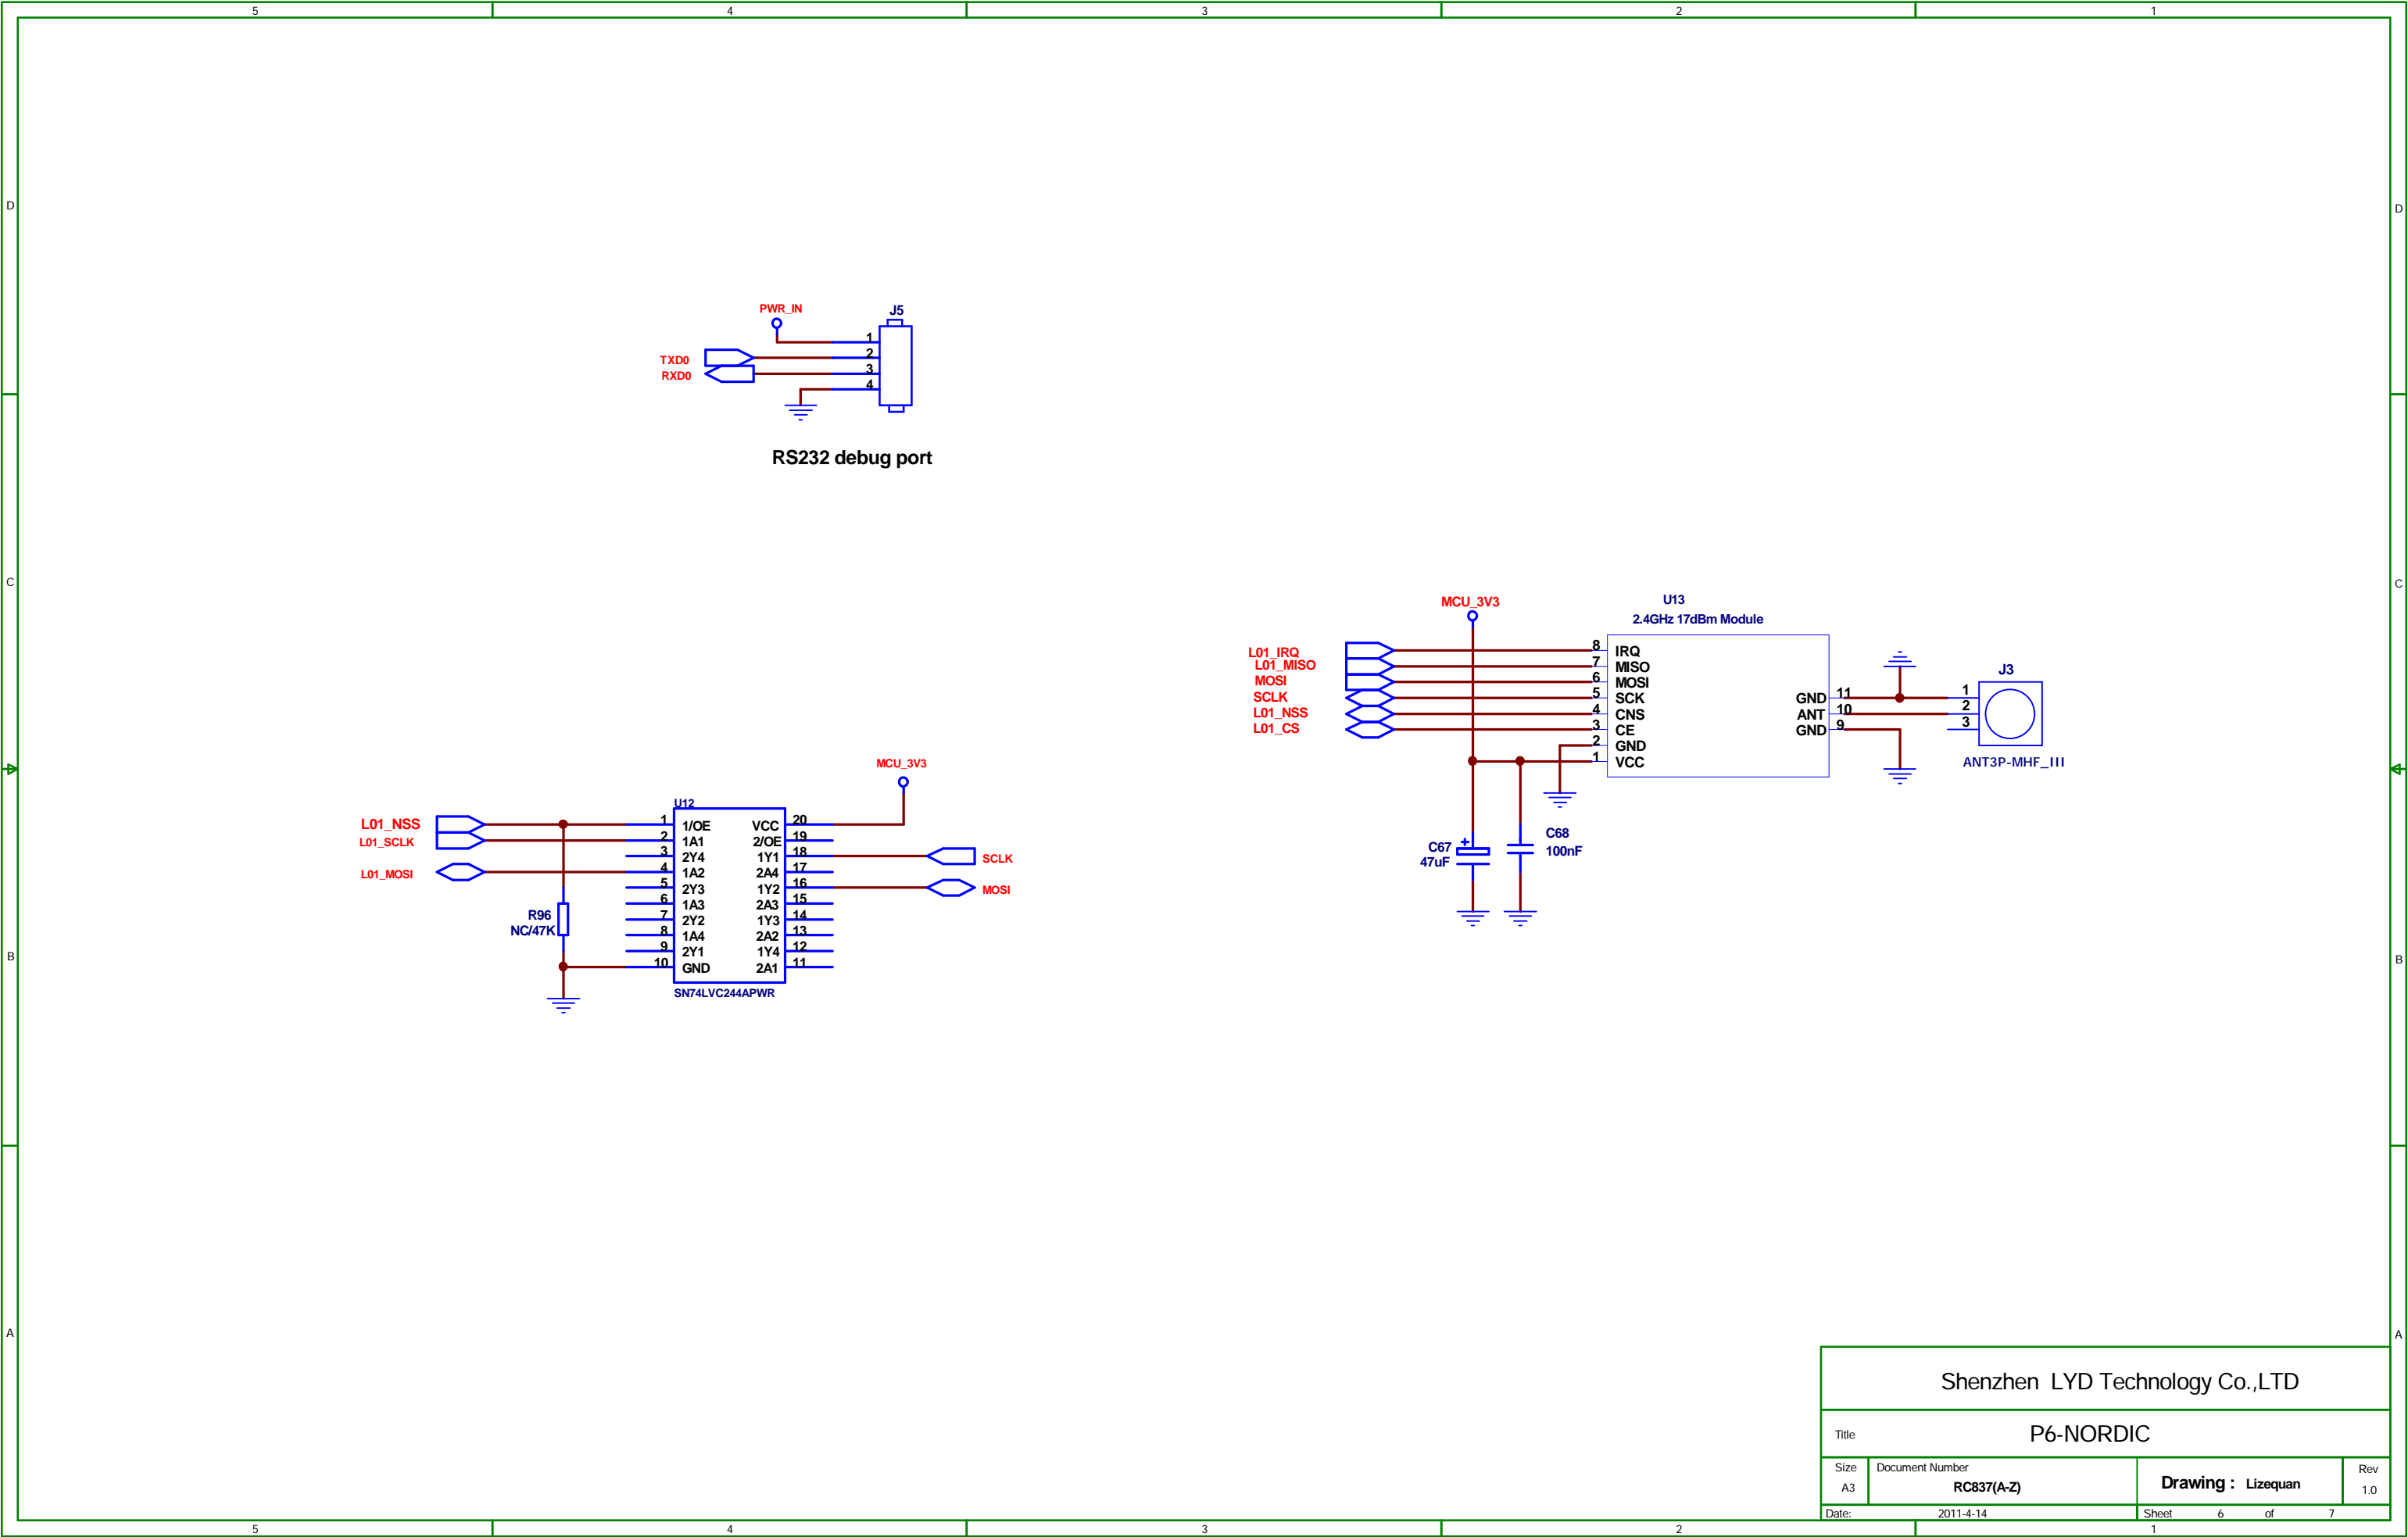 5 4 3 2 1
D D
PWR_IN
J5
1
TXD0 2
RXD0 3
4
RS232 debug port
C C
MCU_3V3
U13
2.4GHz 17dBm Module
L01_IRQ 8 IRQ
L01_MISO 7 MISO
MOSI 6 MOSI
SCLK 5 SCK
L01_NSS 4 CNS
L01_CS 3 CE
2 GND
1 VCC
GND 11
ANT 10
GND 9
J3
1
2
3
ANT3P-MHF_III
C67
47uF
C68
100nF
MCU_3V3
U12
L01_NSS 1 1/OE VCC 20
L01_SCLK 2 1A1 2/OE 19
3 2Y4 1Y1 18 SCLK
L01_MOSI 4 1A2 2A4 17
5 2Y3 1Y2 16 MOSI
6 1A3 2A3 15
7 2Y2 1Y3 14
8 1A4 2A2 13
9 2Y1 1Y4 12
10 GND 2A1 11
SN74LVC244APWR
R96
NC/47K
B B
A A
Shenzhen LYD Technology Co.,LTD
Title P6-NORDIC
Size Document Number Rev
A3 RC837(A-Z) Drawing : Lizequan 1.0
Date: 2011-4-14 Sheet 6 of 7
5 4 3 2 1